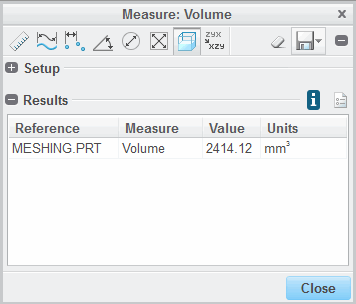 Measure: Volume x
zyx
xzy
Setup
Results
Reference Measure Value Units
MESHING.PRT Volume 2414.12 mm³
Close